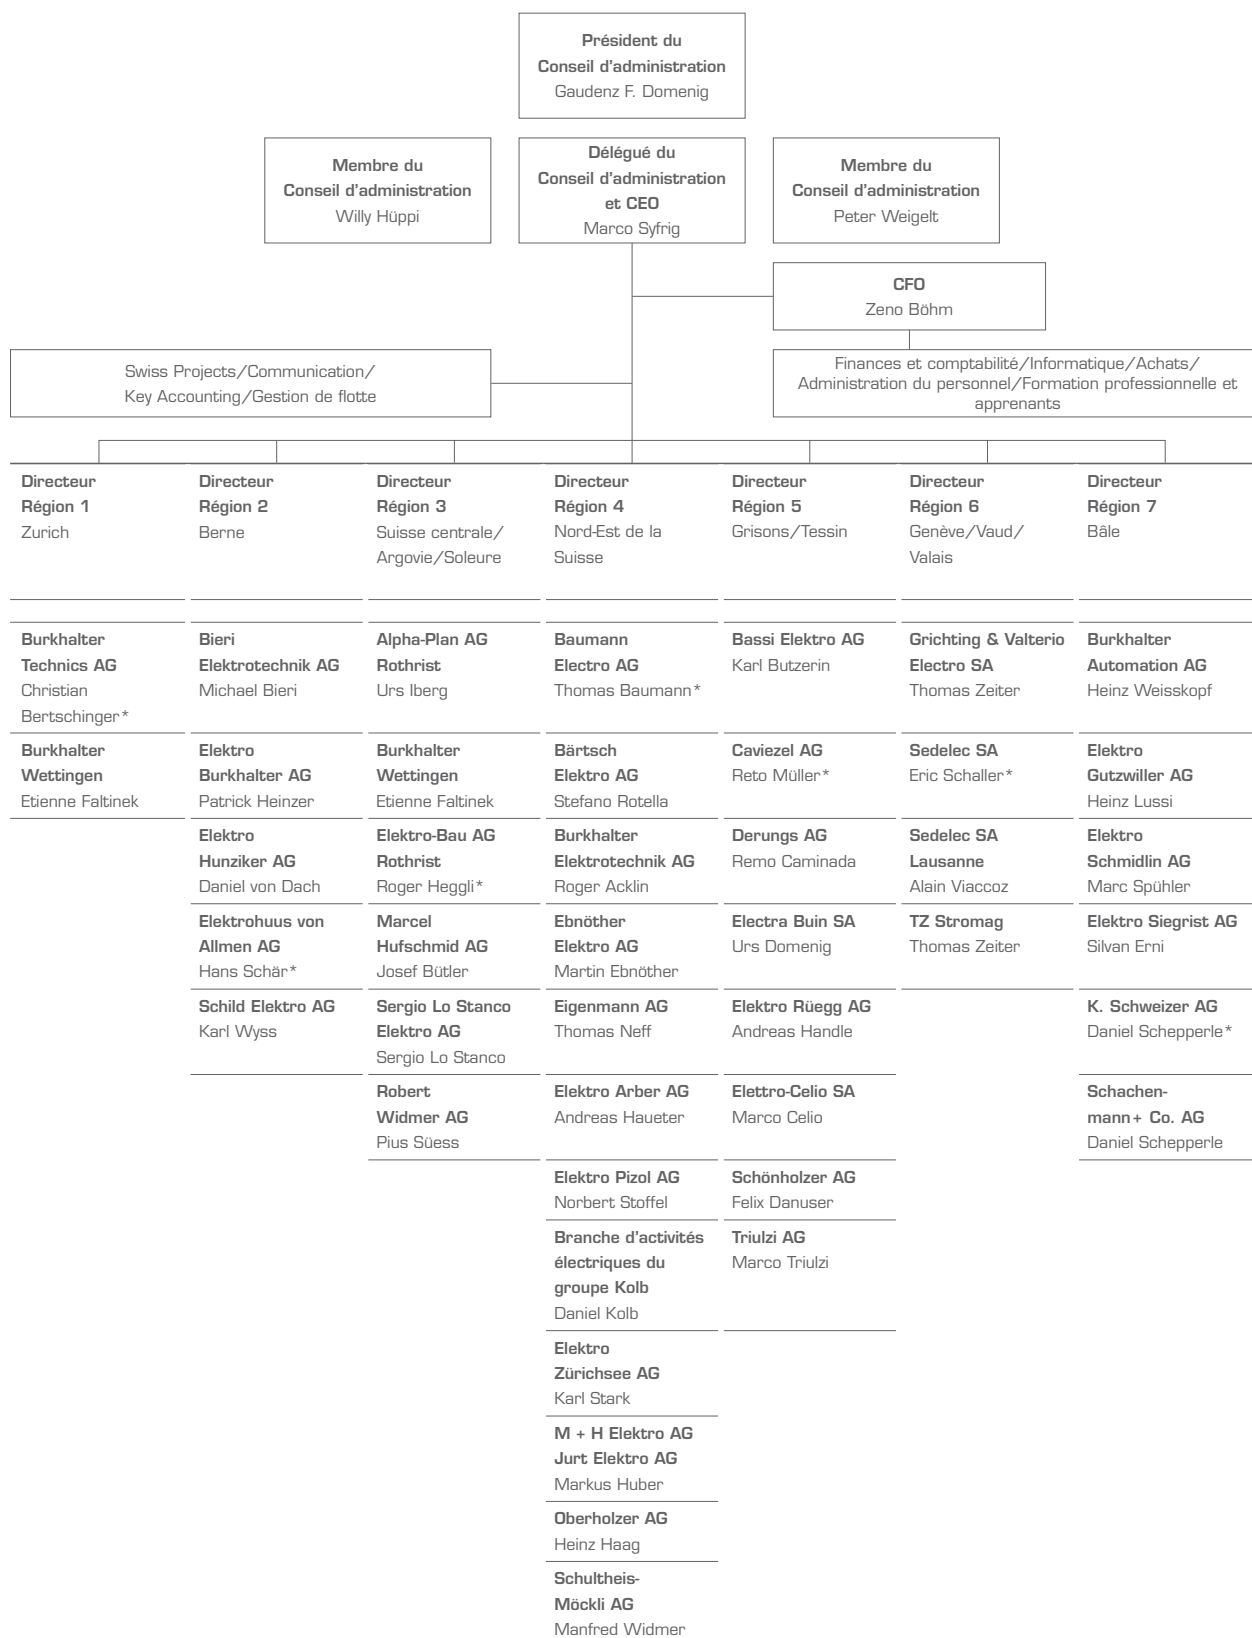 Président du
Conseil d'administration
Gaudenz F. Domenig
Membre du
Conseil d'administration
Willy Hüppi
Délégué du
Conseil d'administration
et CEO
Marco Syfrig
Membre du
Conseil d'administration
Peter Weigelt
CFO
Zeno Böhm
Swiss Projects/Communication/
Key Accounting/Gestion de flotte
Finances et comptabilité/Informatique/Achats/
Administration du personnel/Formation professionnelle et
apprenants
Directeur
Région 1
Zurich
Burkhalter
Technics AG
Christian
Bertschinger*
Burkhalter
Wettingen
Etienne Faltinek
Directeur
Région 2
Berne
Bieri
Elektrotechnik AG
Michael Bieri
Elektro
Burkhalter AG
Patrick Heinzer
Elektro
Hunziker AG
Daniel von Dach
Elektrohuus von
Allmen AG
Hans Schär*
Schild Elektro AG
Karl Wyss
Directeur
Région 3
Suisse centrale/
Argovie/Soleure
Alpha-Plan AG
Rothrist
Urs Iberg
Burkhalter
Wettingen
Etienne Faltinek
Elektro-Bau AG
Rothrist
Roger Heggli*
Marcel
Hufschmid AG
Josef Bütler
Sergio Lo Stanco
Elektro AG
Sergio Lo Stanco
Robert
Widmer AG
Pius Süess
Directeur
Région 4
Nord-Est de la
Suisse
Baumann
Electro AG
Thomas Baumann*
Bärtsch
Elektro AG
Stefano Rotella
Burkhalter
Elektrotechnik AG
Roger Acklin
Ebnöther
Elektro AG
Martin Ebnöther
Eigenmann AG
Thomas Neff
Elektro Arber AG
Andreas Haueter
Elektro Pizol AG
Norbert Stoffel
Branche d'activités
électriques du
groupe Kolb
Daniel Kolb
Elektro
Zürichsee AG
Karl Stark
M + H Elektro AG
Jurt Elektro AG
Markus Huber
Oberholzer AG
Heinz Haag
Schultheis-
Möckli AG
Manfred Widmer
Directeur
Région 5
Grisons/Tessin
Bassi Elektro AG
Karl Butzerin
Caviezel AG
Reto Müller*
Derungs AG
Remo Caminada
Electra Buin SA
Urs Domenig
Elektro Rüegg AG
Andreas Handle
Elettro-Celio SA
Marco Celio
Schönholzer AG
Felix Danuser
Triulzi AG
Marco Triulzi
Directeur
Région 6
Genève/Vaud/
Valais
Grichting & Valterio
Electro SA
Thomas Zeiter
Sedelec SA
Eric Schaller*
Sedelec SA
Lausanne
Alain Viaccoz
TZ Stromag
Thomas Zeiter
Directeur
Région 7
Bâle
Burkhalter
Automation AG
Heinz Weisskopf
Elektro
Gutzwiller AG
Heinz Lussi
Elektro
Schmidlin AG
Marc Spühler
Elektro Siegrist AG
Silvan Erni
K. Schweizer AG
Daniel Schepperle*
Schachen-
mann+ Co. AG
Daniel Schepperle